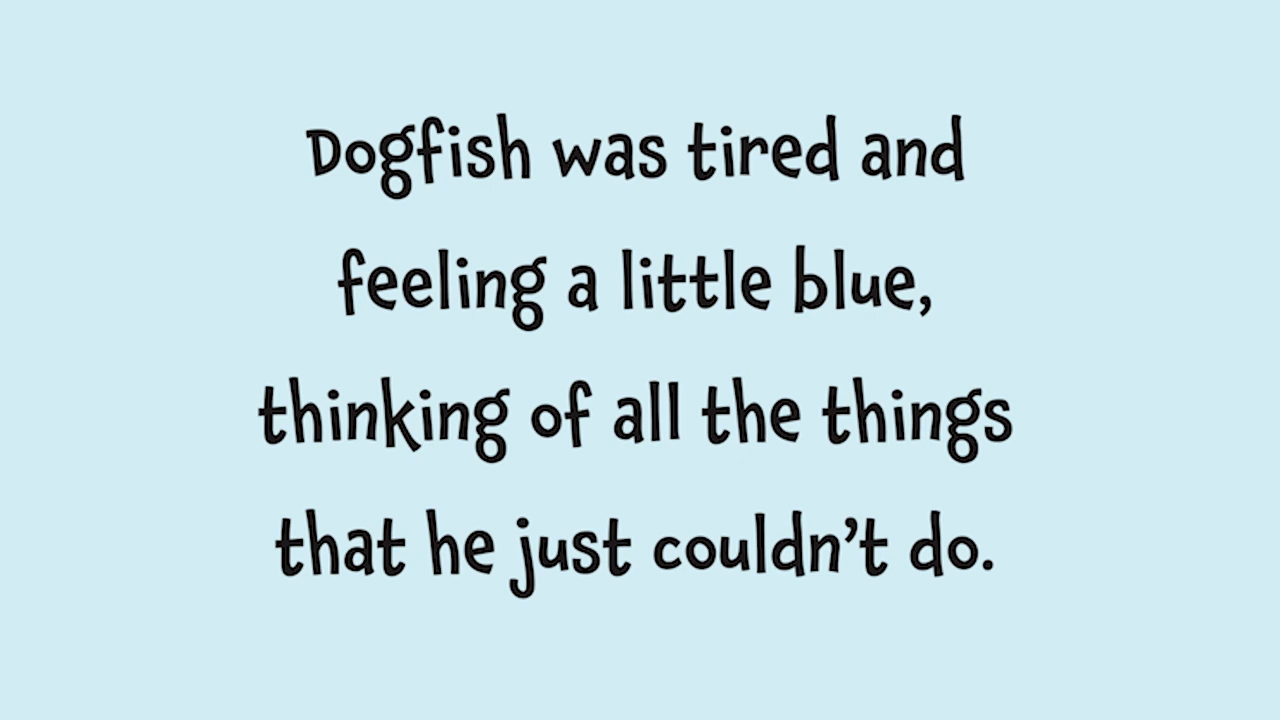 Dogfish was tired and
feeling a little blue,
thinking of all the things
that he just couldn’t do.